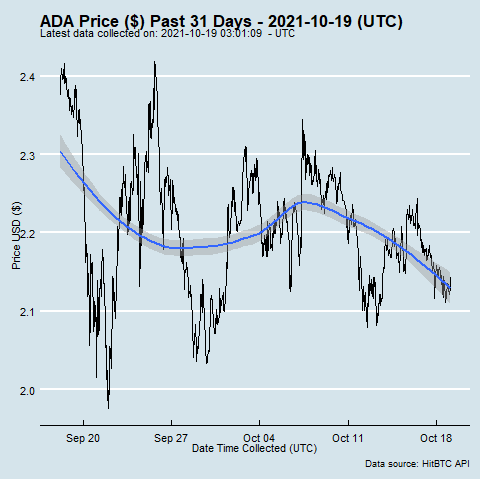 ADA Price ($) Past 31 Days - 2021-10-19 (UTC)
Latest data collected on: 2021-10-19 03:01:09  - UTC
Price USD ($)
2.4
2.3
2.2
2.1
2.0
Sep 20 Sep 27 Oct 04 Oct 11 Oct 18
Date Time Collected (UTC)
Data source: HitBTC API